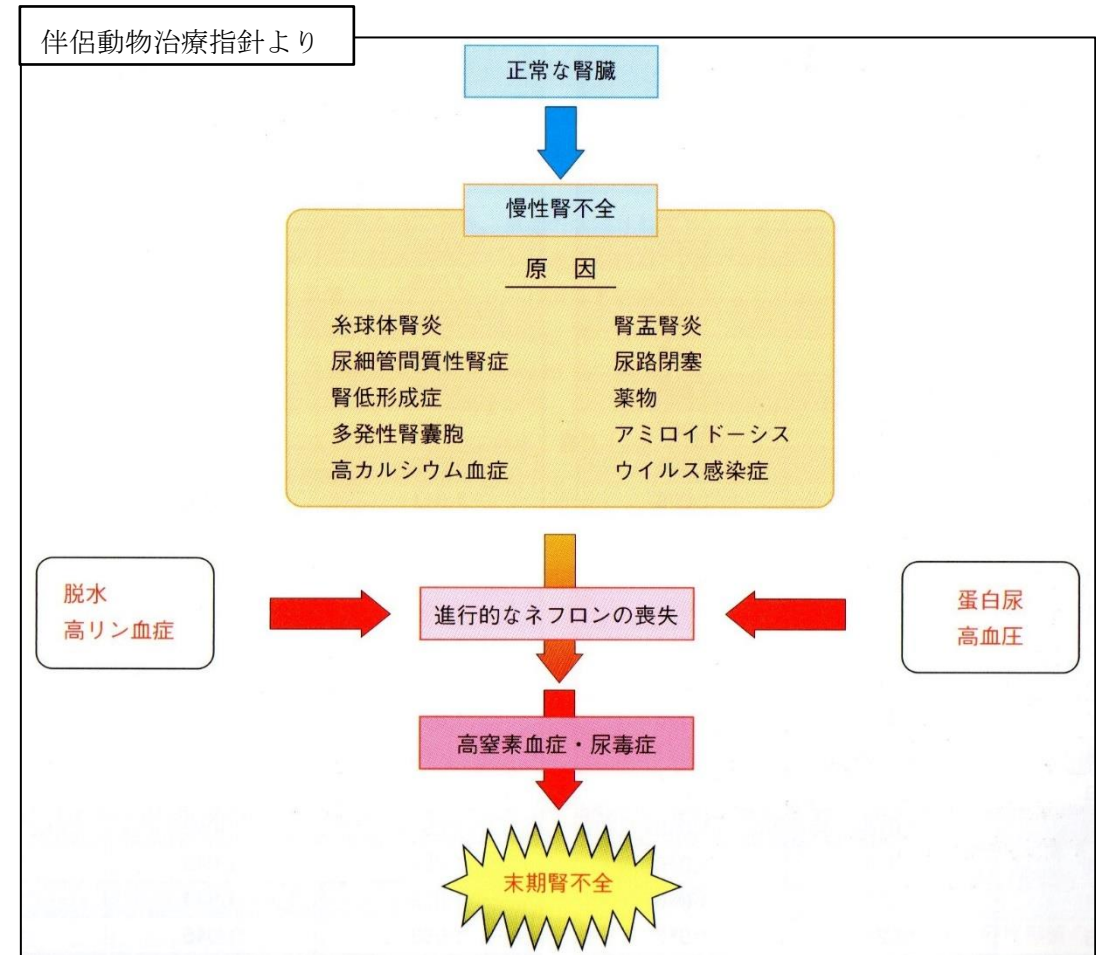 伴侶動物治療指針より
正常な腎臓
慢性腎不全
原 因
糸球体腎炎
尿細管間質性腎症
腎低形成症
多発性腎嚢胞
高カルシウム血症
腎盂腎炎
尿路閉塞
薬物
アミロイドーシス
ウイルス感染症
脱水
高リン血症
進行的なネフロンの喪失
蛋白尿
高血圧
高窒素血症・尿毒症
末期腎不全